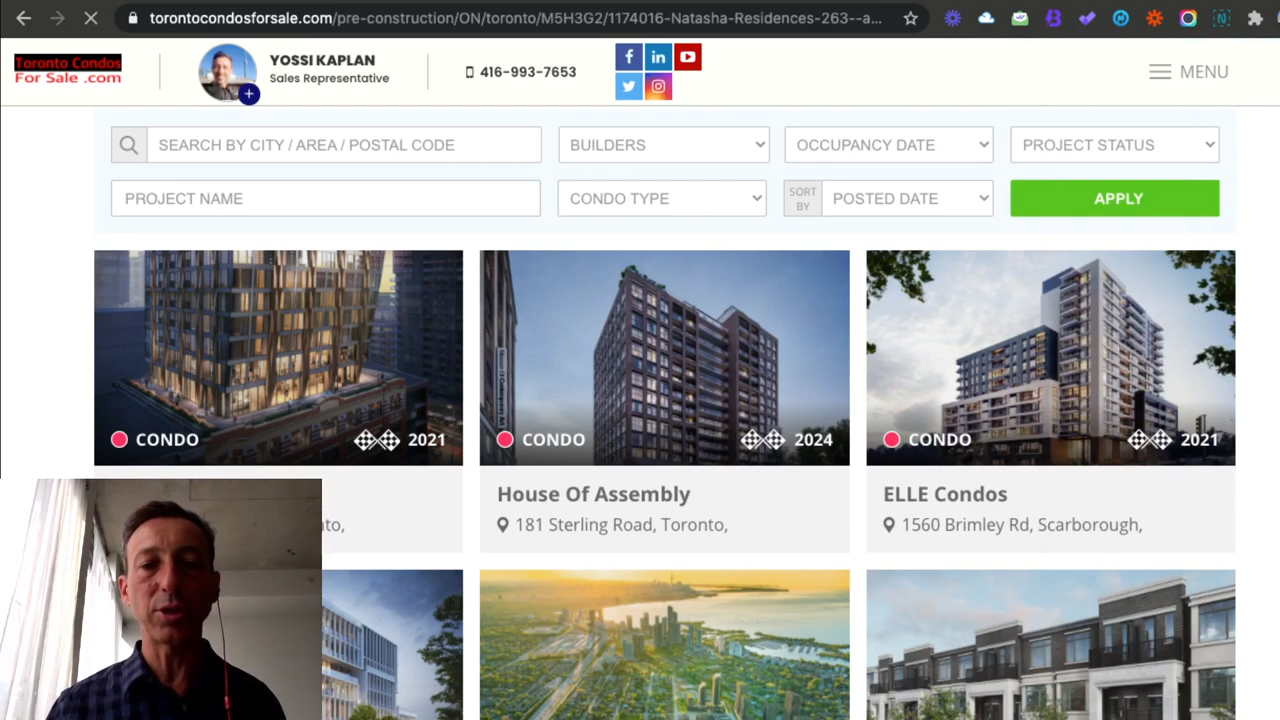 torontocondosforsale.com/pre-construction/ON/toronto/M5H3G2/1174016-Natasha-Residences-263--a...
Toronto Condos
For Sale .com
YOSSI KAPLAN
Sales Representative
416-993-7653
MENU
SEARCH BY CITY / AREA / POSTAL CODE
BUILDERS
OCCUPANCY DATE
PROJECT STATUS
PROJECT NAME
CONDO TYPE
SORT BY
POSTED DATE
APPLY
CONDO
2021
CONDO
2024
CONDO
2021
nto,
House Of Assembly
181 Sterling Road, Toronto,
ELLE Condos
1560 Brimley Rd, Scarborough,